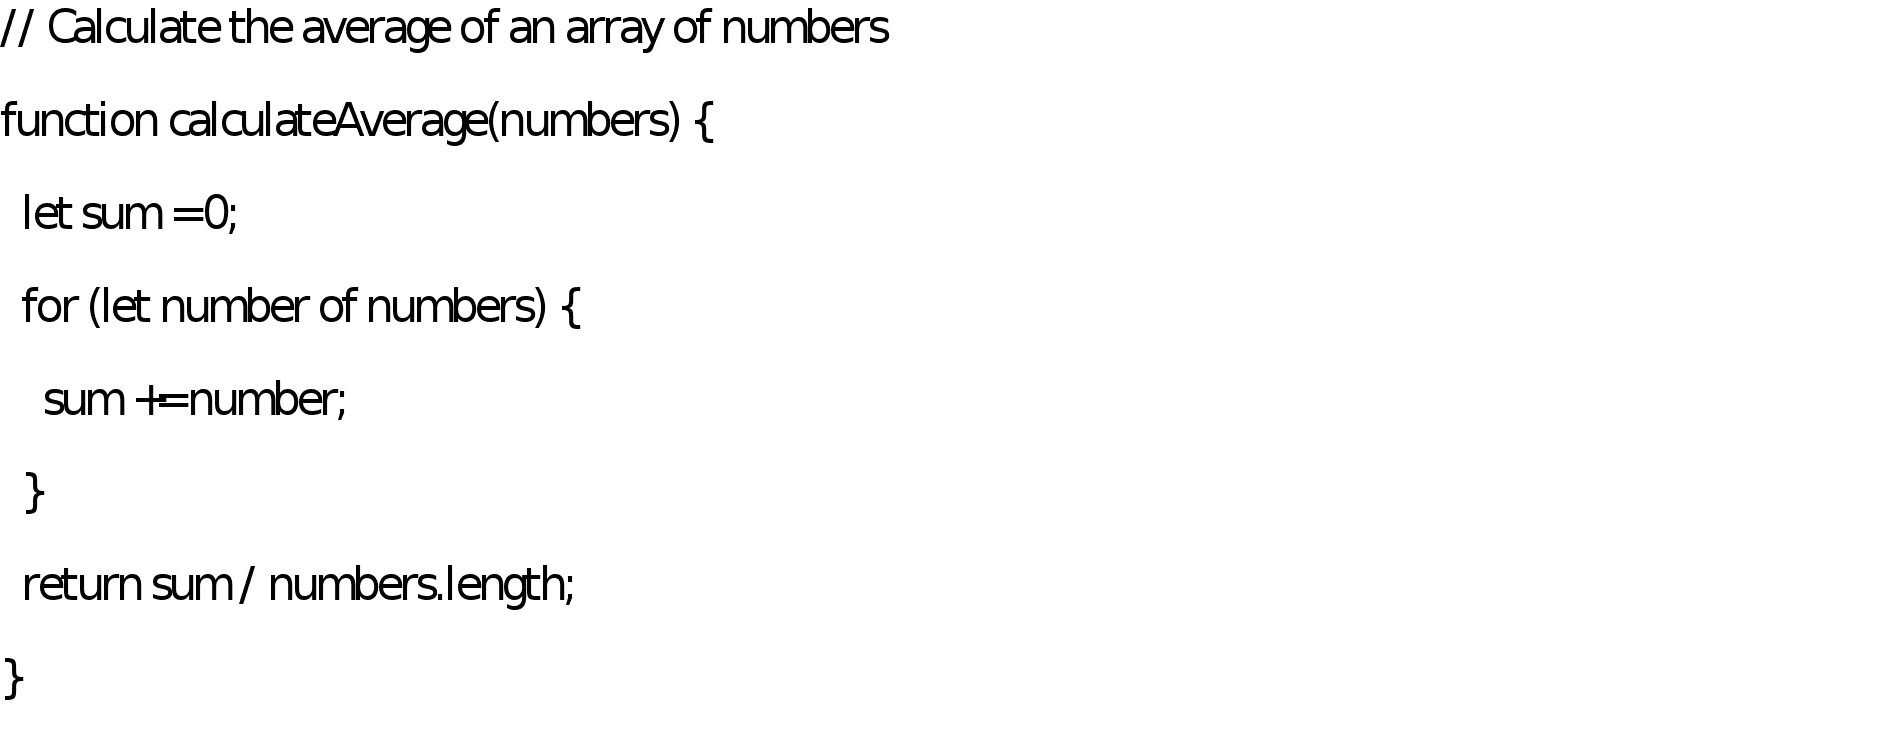 // Calculate the average of an array of numbers
function calculateAverage(numbers) {
  let sum = 0;
  for (let number of numbers) {
    sum += number;
  }
  return sum / numbers.length;
}